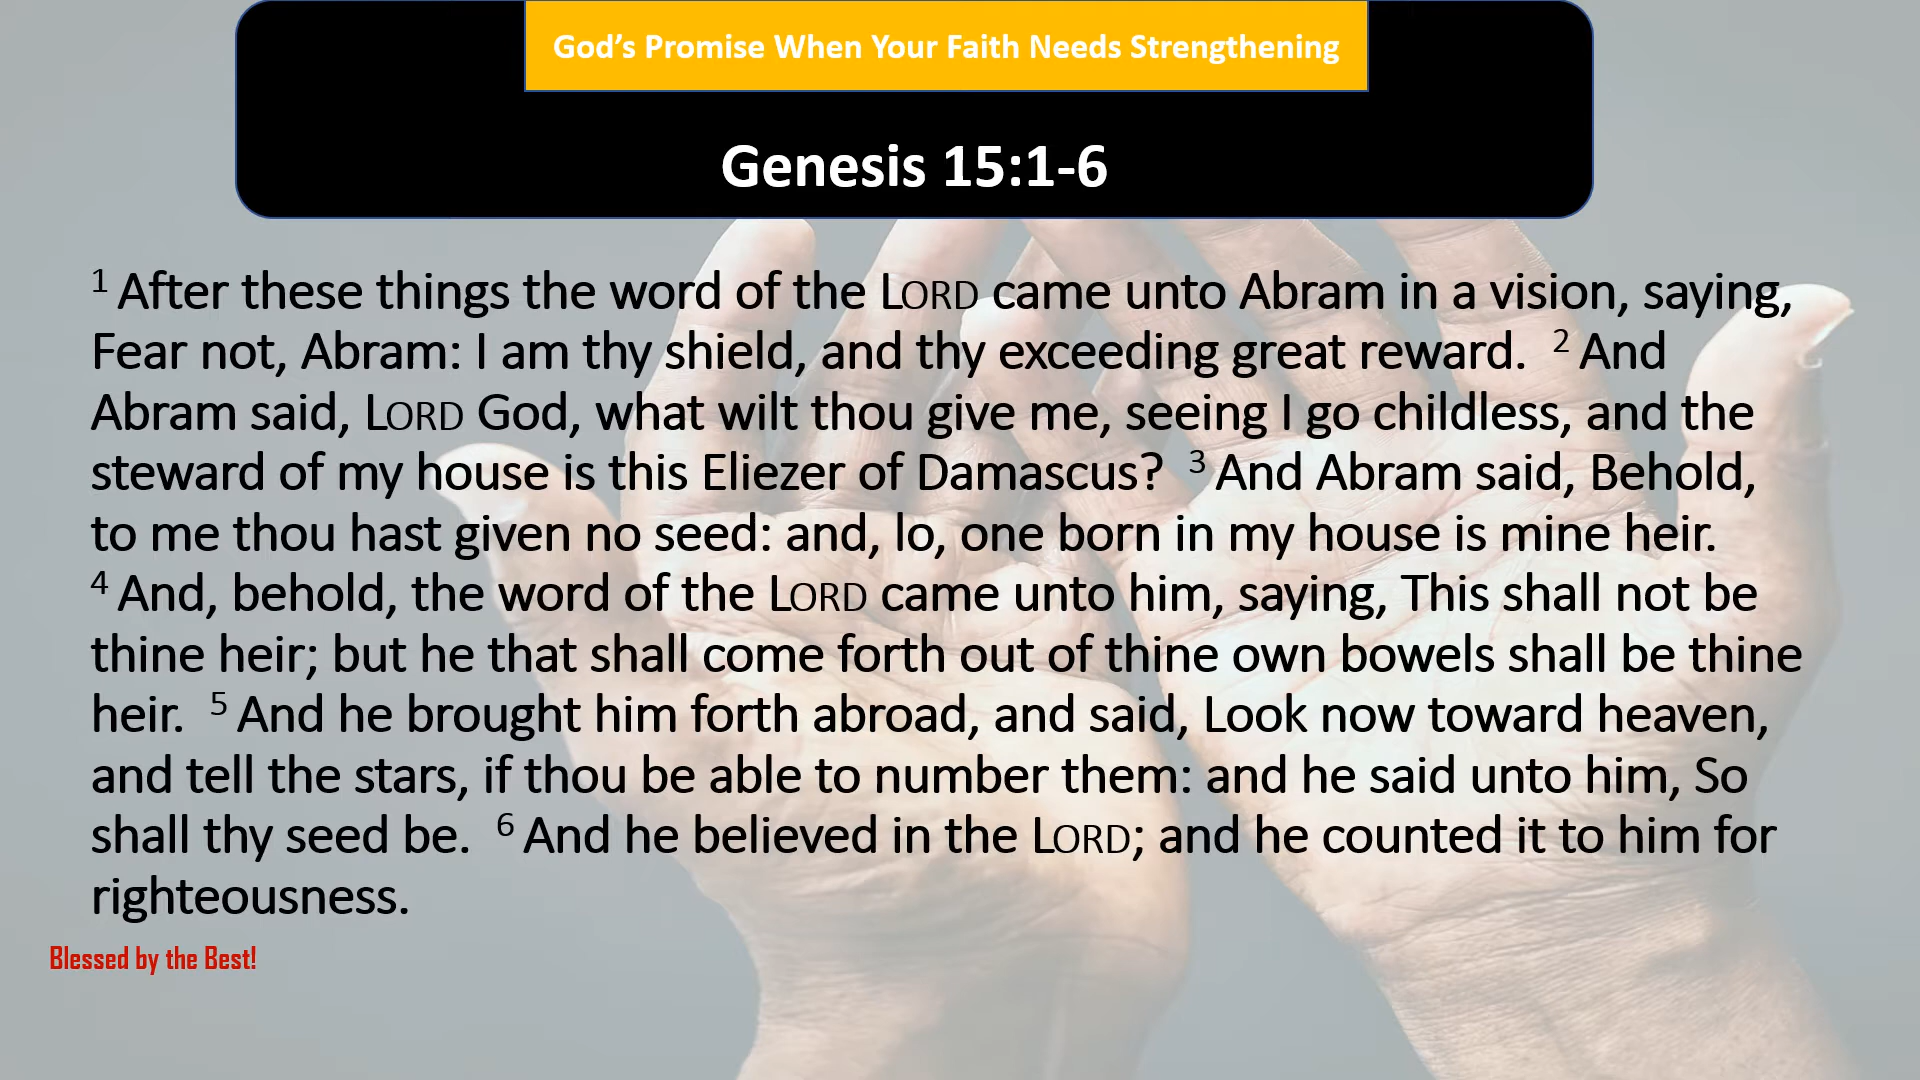 God’s Promise When Your Faith Needs Strengthening
Genesis 15:1-6
1 After these things the word of the LORD came unto Abram in a vision, saying,
Fear not, Abram: I am thy shield, and thy exceeding great reward. 2 And
Abram said, LORD God, what wilt thou give me, seeing I go childless, and the
steward of my house is this Eliezer of Damascus? 3 And Abram said, Behold,
to me thou hast given no seed: and, lo, one born in my house is mine heir.
4 And, behold, the word of the LORD came unto him, saying, This shall not be
thine heir; but he that shall come forth out of thine own bowels shall be thine
heir. 5 And he brought him forth abroad, and said, Look now toward heaven,
and tell the stars, if thou be able to number them: and he said unto him, So
shall thy seed be. 6 And he believed in the LORD; and he counted it to him for
righteousness.
Blessed by the Best!